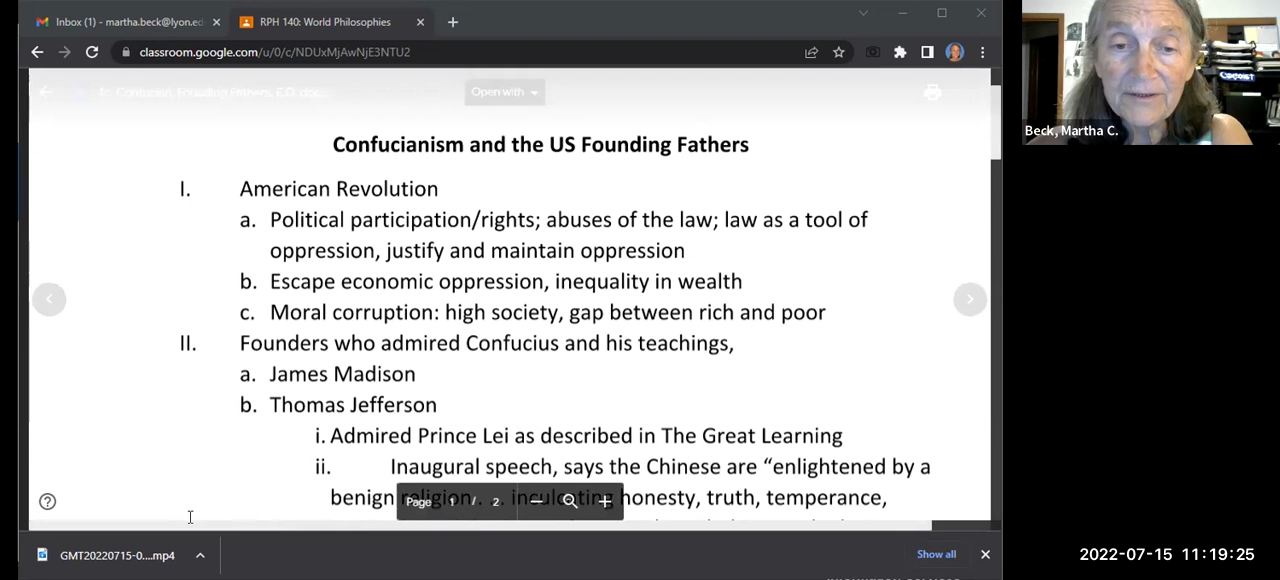 Inbox (1) - martha.beck@lyon.ed
RPH 140: World Philosophies
classroom.google.com/u/0/c/NDUxMjAwNjE3NTU2
Open with
Confucianism and the US Founding Fathers
I. American Revolution
a. Political participation/rights; abuses of the law; law as a tool of
oppression, justify and maintain oppression
b. Escape economic oppression, inequality in wealth
c. Moral corruption: high society, gap between rich and poor
II. Founders who admired Confucius and his teachings,
a. James Madison
b. Thomas Jefferson
i. Admired Prince Lei as described in The Great Learning
ii. Inaugural speech, says the Chinese are “enlightened by a
benign religion . . . inculcating honesty, truth, temperance,
Page 1 / 2
GMT20220715-0....mp4
Show all
Beck, Martha C.
2022-07-15 11:19:25